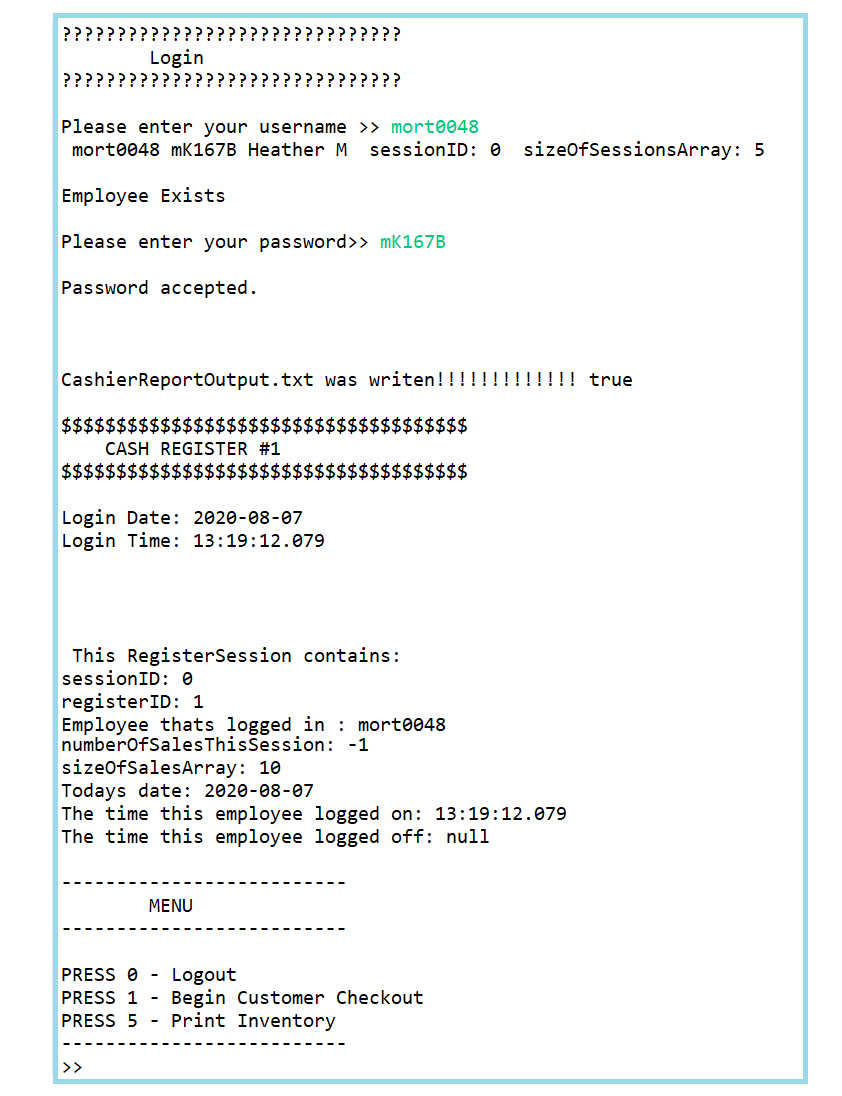 ???????????????????????????????
Login
???????????????????????????????
Please enter your username >> mort0048
mort0048 mK167B Heather M  sessionID: 0  sizeOfSessionsArray: 5
Employee Exists
Please enter your password>> mK167B
Password accepted.
CashierReportOutput.txt was writen!!!!!!!!!!!!! true
$$$$$$$$$$$$$$$$$$$$$$$$$$$$$$$$$$$$$
CASH REGISTER #1
$$$$$$$$$$$$$$$$$$$$$$$$$$$$$$$$$$$$$
Login Date: 2020-08-07
Login Time: 13:19:12.079
This RegisterSession contains:
sessionID: 0
registerID: 1
Employee thats logged in : mort0048
numberOfSalesThisSession: -1
sizeOfSalesArray: 10
Todays date: 2020-08-07
The time this employee logged on: 13:19:12.079
The time this employee logged off: null
--------------------------
MENU
--------------------------
PRESS 0 - Logout
PRESS 1 - Begin Customer Checkout
PRESS 5 - Print Inventory
--------------------------
>>